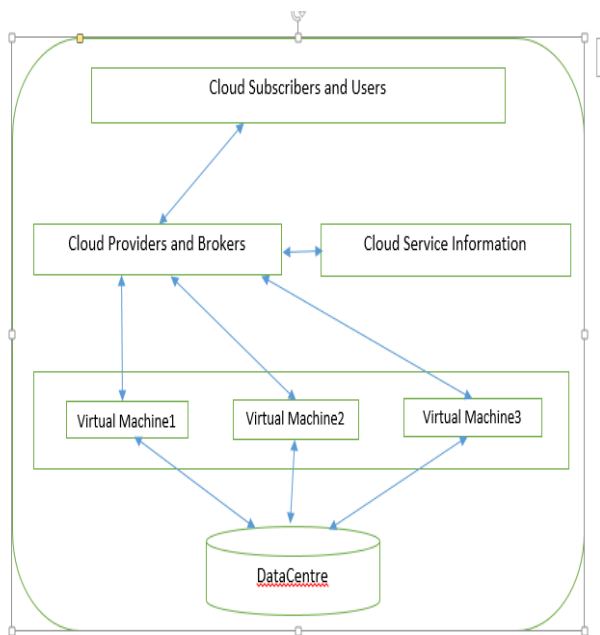 Cloud Subscribers and Users
Cloud Providers and Brokers
Cloud Service Information
Virtual Machine1
Virtual Machine2
Virtual Machine3
DataCentre